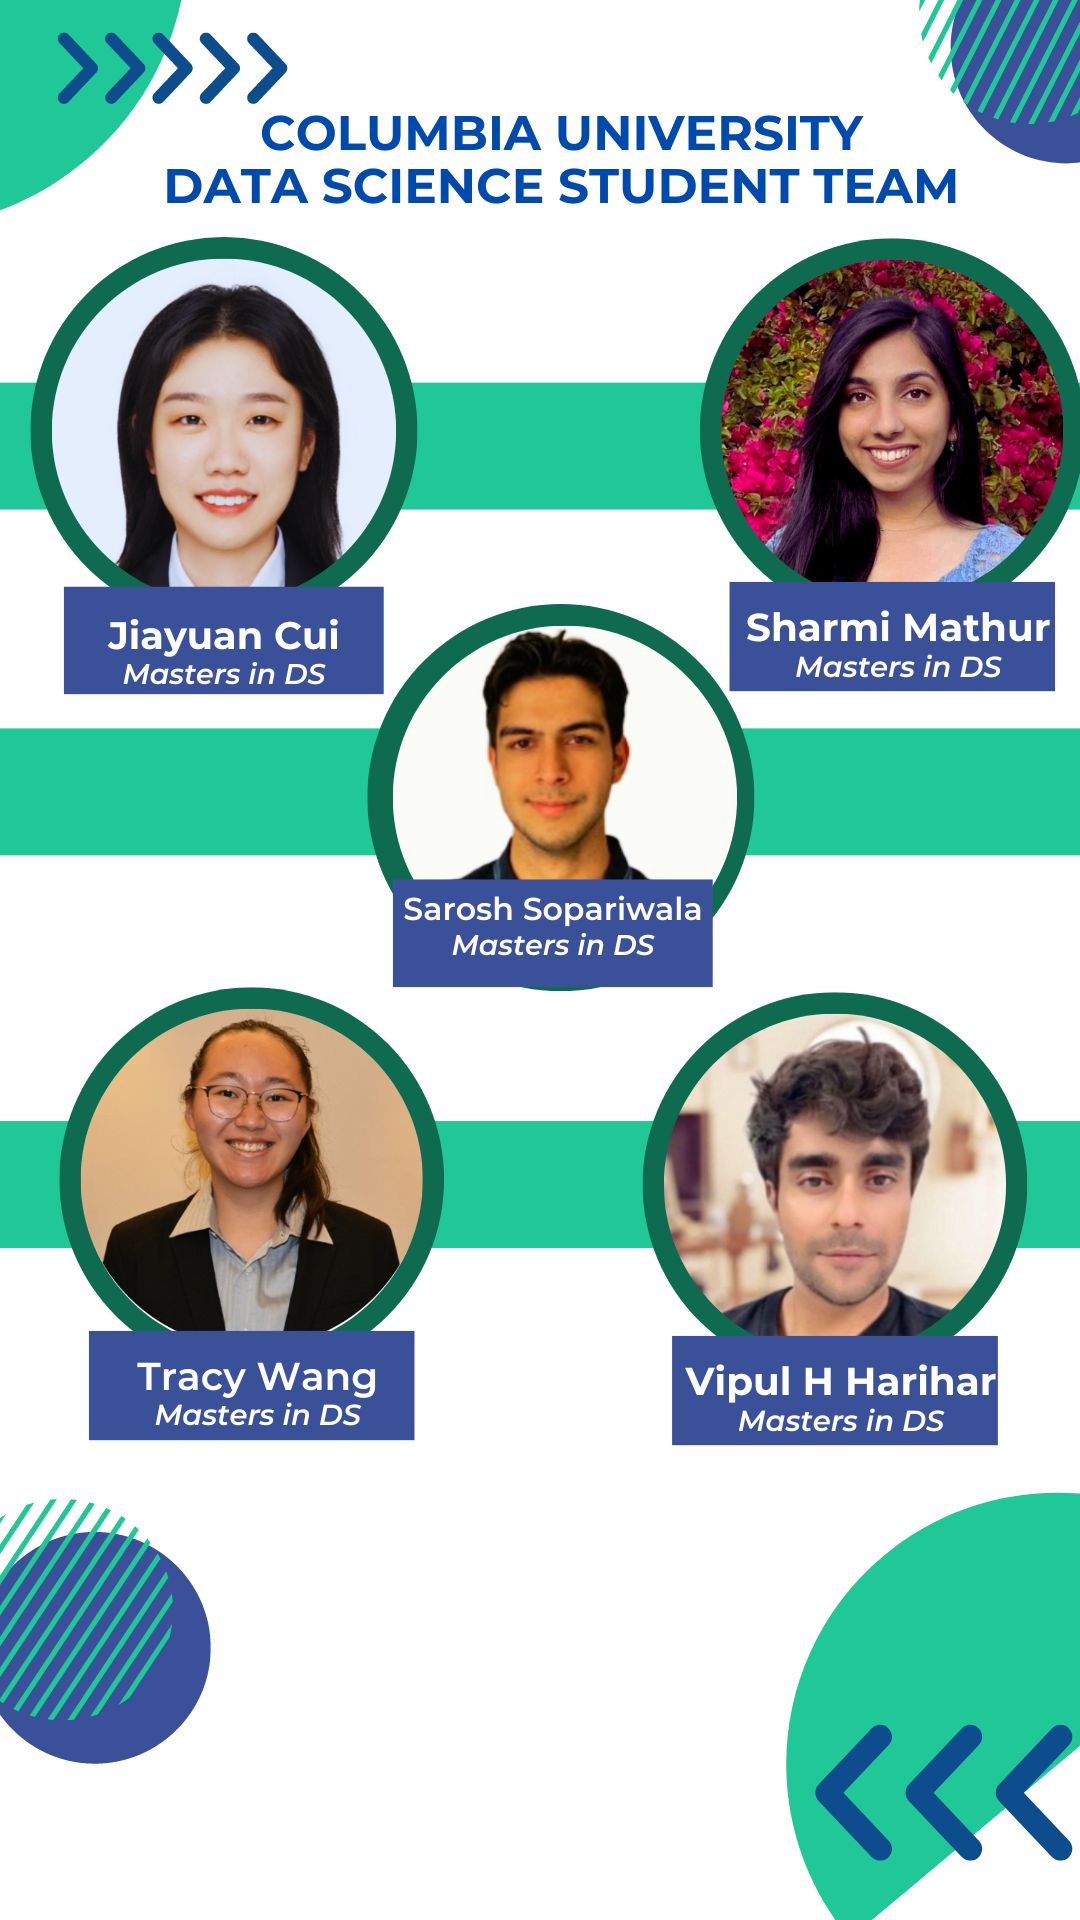 COLUMBIA UNIVERSITY
DATA SCIENCE STUDENT TEAM
Jiayuan Cui
Masters in DS
Sharmi Mathur
Masters in DS
Sarosh Sopariwala
Masters in DS
Tracy Wang
Masters in DS
Vipul H Harihar
Masters in DS